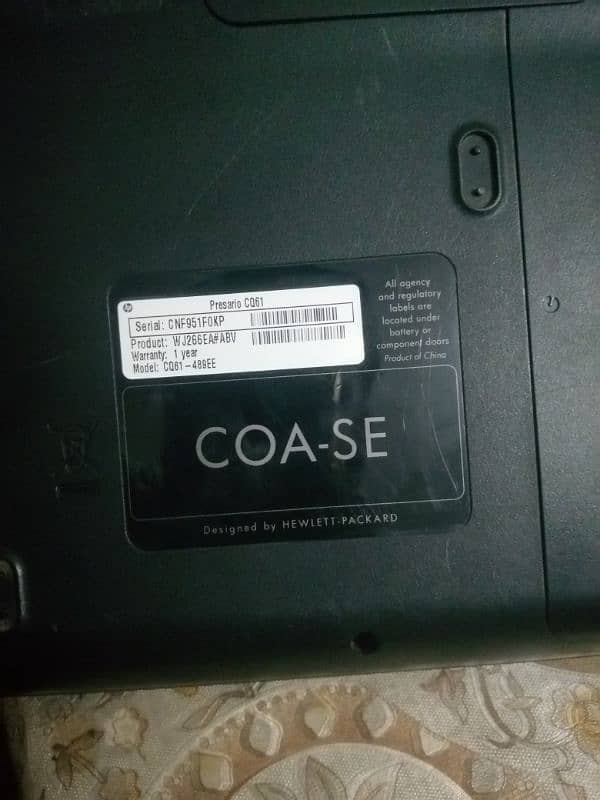 hp
Presario CQ61
Serial: CNF951F0KP
Product: WJ266EA#ABV
Warranty: 1 year
Model: CQ61-489EE
All agency
and regulatory
labels are
located under
battery or
component doors
Product of China
COA-SE
Designed by HEWLETT-PACKARD